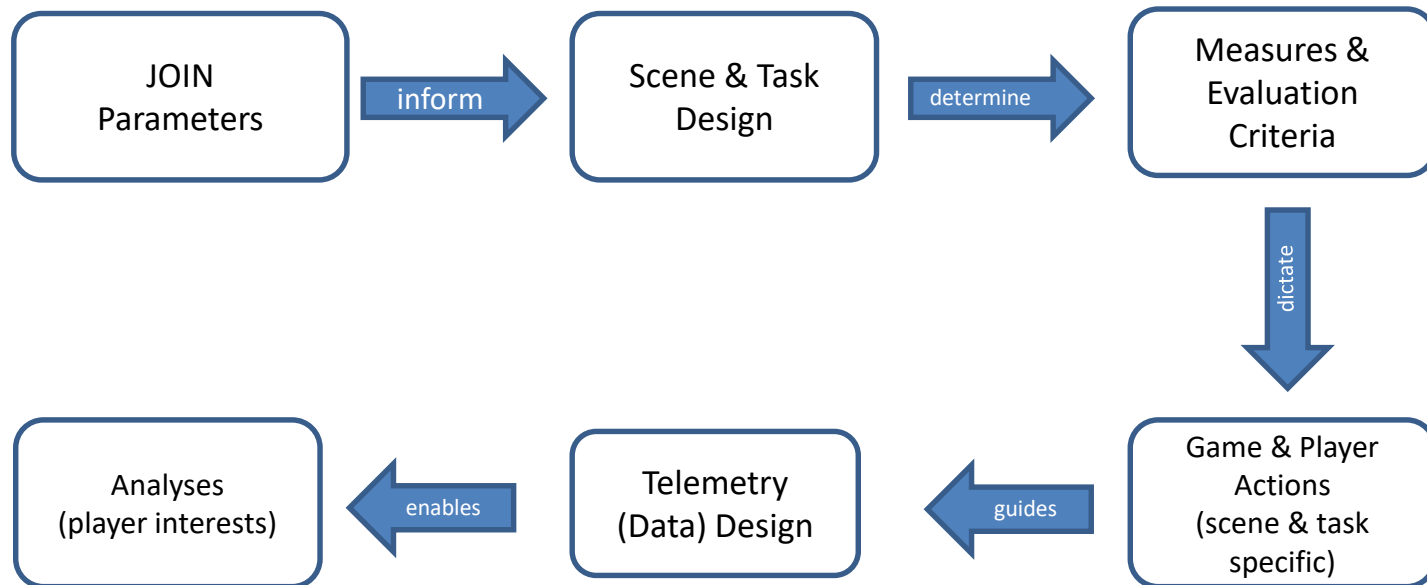 JOIN
Parameters
inform
Scene & Task
Design
determine
Measures &
Evaluation
Criteria
dictate
Game & Player
Actions
(scene & task
specific)
guides
Telemetry
(Data) Design
enables
Analyses
(player interests)